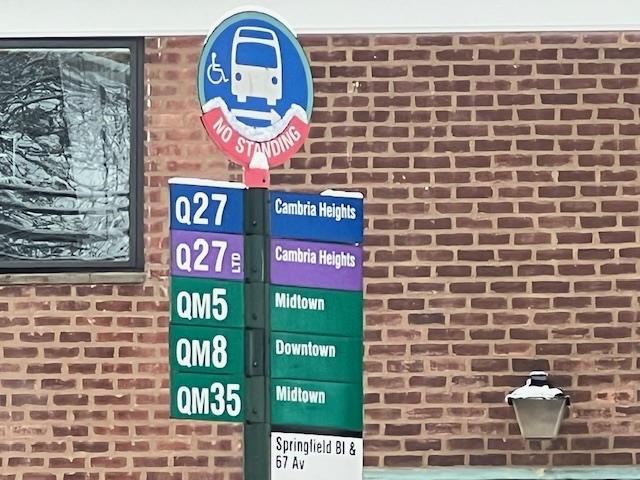 NO STANDING
Q27 Cambria Heights
Q27 LTD Cambria Heights
QM5 Midtown
QM8 Downtown
QM35 Midtown
Springfield Bl &
67 Av